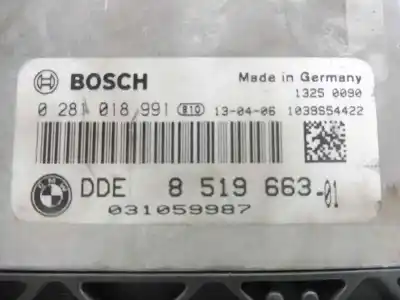 BOSCH
Made in Germany
1325 0090
0 281 018 991 810 13-04-06 1039S54422
BMW DDE 8 519 663-01
031059987